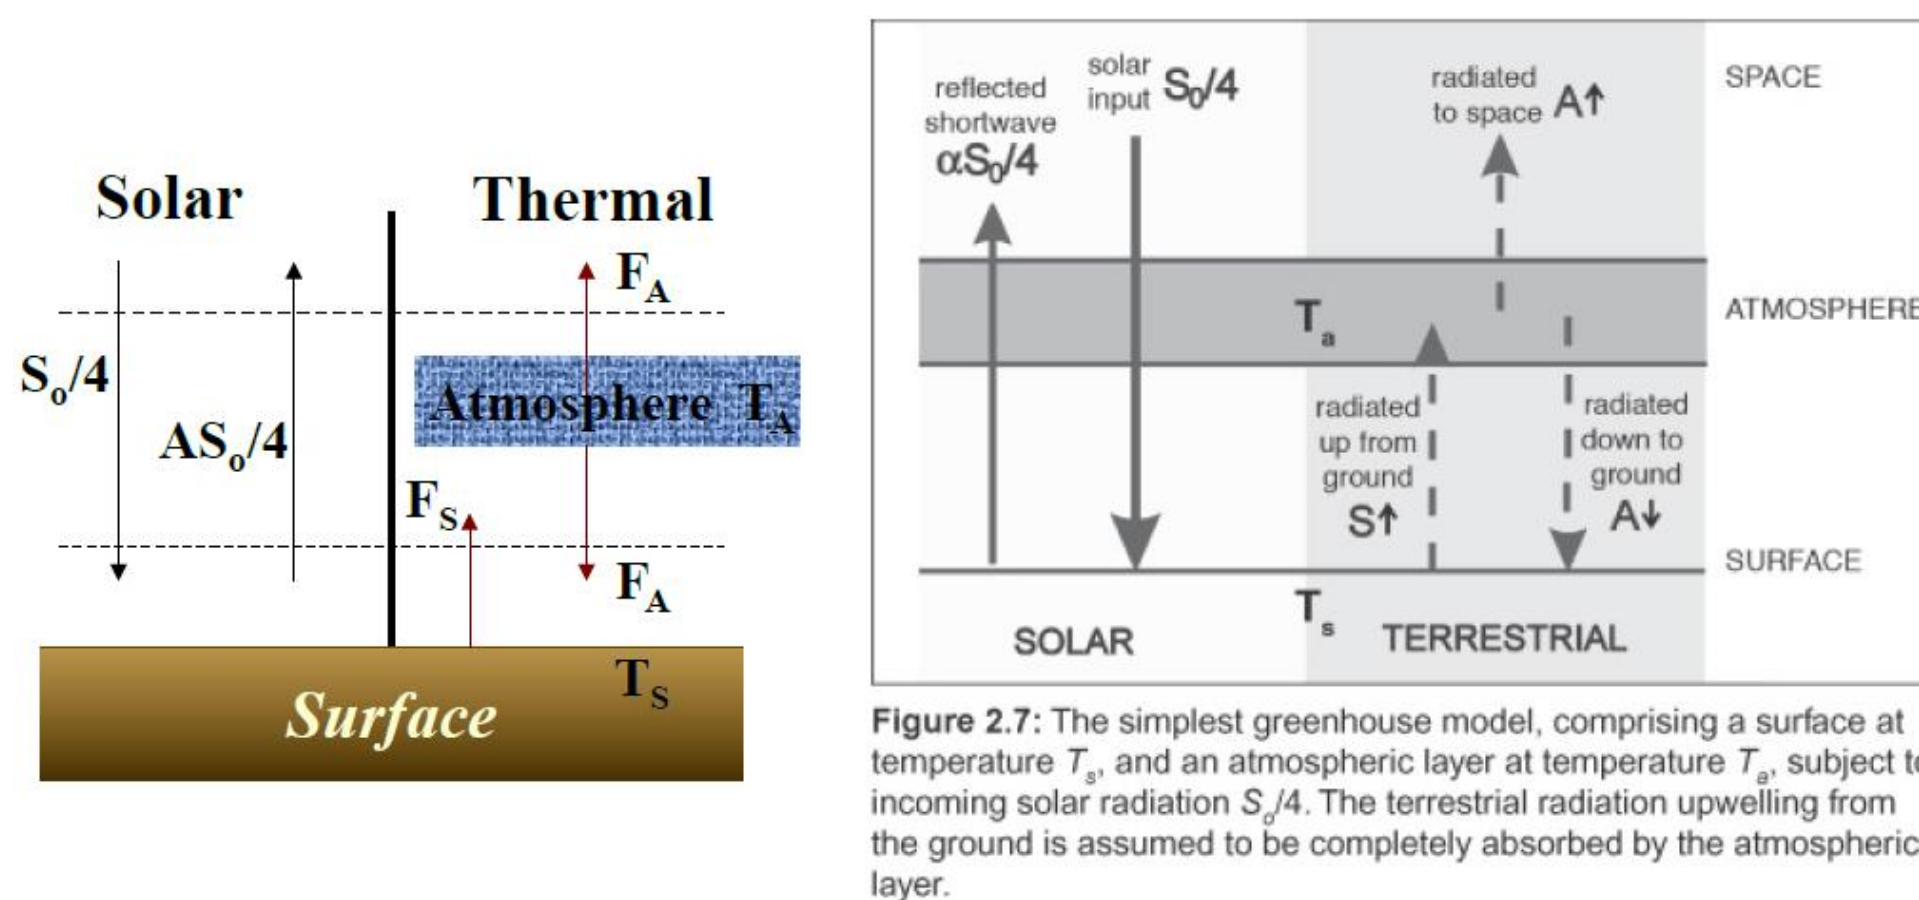 Solar
Thermal
F_A
S_o/4
Atmosphere T_A
AS_o/4
F_S
F_A
T_S
Surface
reflected
shortwave
αS_0/4
solar
input S_0/4
radiated
to space A↑
SPACE
T_a
ATMOSPHERE
radiated
up from
ground
S↑
radiated
down to
ground
A↓
SURFACE
T_s
SOLAR
TERRESTRIAL
Figure 2.7: The simplest greenhouse model, comprising a surface at
temperature T_s, and an atmospheric layer at temperature T_a, subject to
incoming solar radiation S_o/4. The terrestrial radiation upwelling from
the ground is assumed to be completely absorbed by the atmospheric
layer.